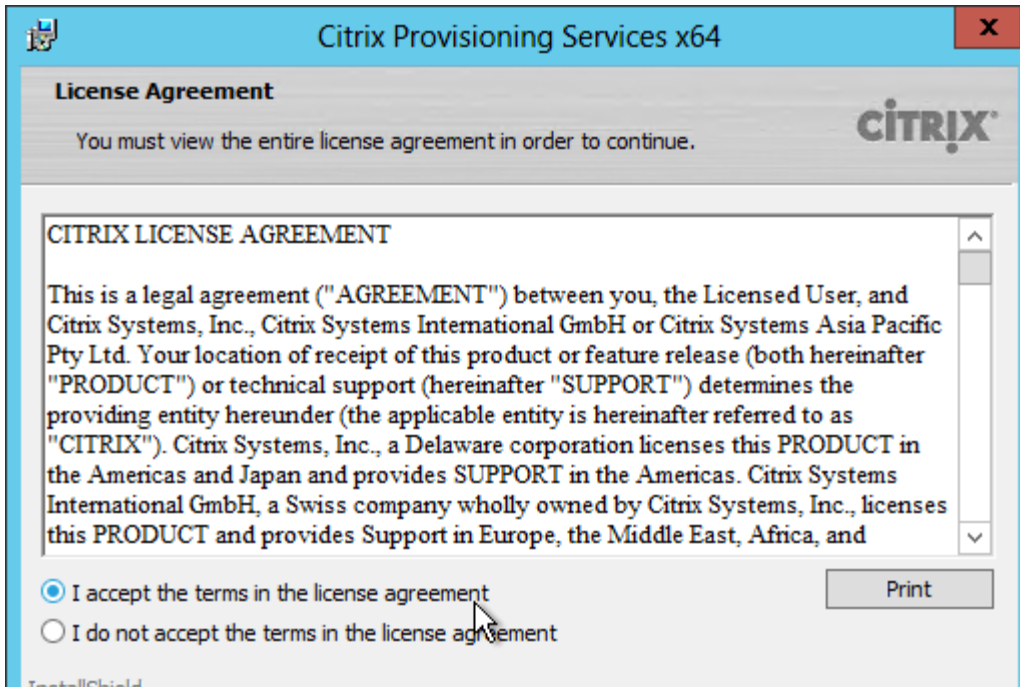 Citrix Provisioning Services x64
x
License Agreement
You must view the entire license agreement in order to continue.
CITRIX
CITRIX LICENSE AGREEMENT
This is a legal agreement ("AGREEMENT") between you, the Licensed User, and
Citrix Systems, Inc., Citrix Systems International GmbH or Citrix Systems Asia Pacific
Pty Ltd. Your location of receipt of this product or feature release (both hereinafter
"PRODUCT") or technical support (hereinafter "SUPPORT") determines the
providing entity hereunder (the applicable entity is hereinafter referred to as
"CITRIX"). Citrix Systems, Inc., a Delaware corporation licenses this PRODUCT in
the Americas and Japan and provides SUPPORT in the Americas. Citrix Systems
International GmbH, a Swiss company wholly owned by Citrix Systems, Inc., licenses
this PRODUCT and provides Support in Europe, the Middle East, Africa, and
I accept the terms in the license agreement
Print
I do not accept the terms in the license agreement
InstallShield